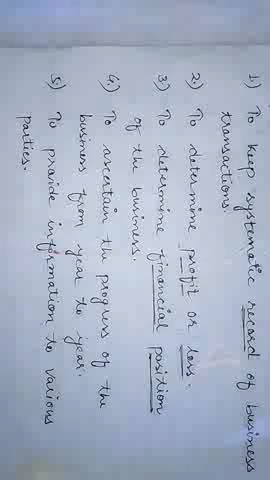 1) To keep systematic record of business
transactions.
2) To determine profit or loss.
3) To determine financial position
of the business.
4) To ascertain the progress of the
business from year to year.
5) To provide information to various
parties.